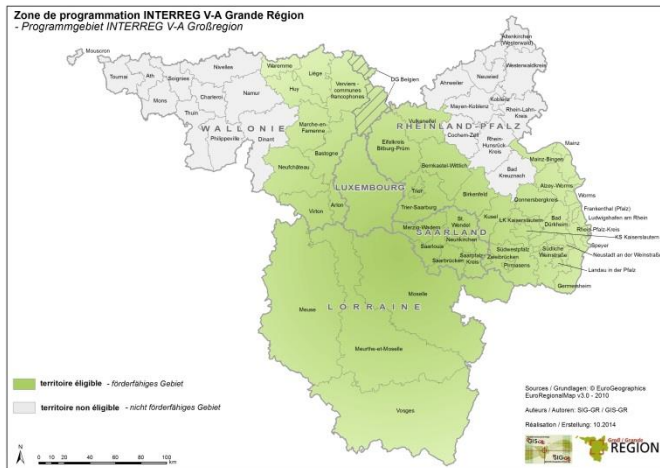 Zone de programmation INTERREG V-A Grande Région
- Programmgebiet INTERREG V-A Großregion
Mouscron
Tournai
Ath
Soignies
Nivelles
Mons
Charleroi
Namur
Thuin
Philippeville
Dinant
WALLONIE
Waremme
Liège
Huy
Verviers-
communes
francophones
DG Belgien
Marche-en-
Famenne
Bastogne
Neufchâteau
Arlon
Virton
LUXEMBOURG
Altenkirchen
(Westerwald)
Westerwaldkreis
Neuwied
Ahrweiler
Koblenz
Mayen-Koblenz
Rhein-Lahn-
Kreis
Vulkaneifel
RHEINLAND-PFALZ
Cochem-Zell
Rhein-
Hunsrück-
Kreis
Eifelkreis
Bitburg-Prüm
Bernkastel-Wittlich
Bad
Kreuznach
Mainz
Mainz-Bingen
Alzey-Worms
Worms
Trier
Trier-Saarburg
Birkenfeld
Donnersbergkreis
Frankenthal (Pfalz)
Ludwigshafen am Rhein
Rhein-Pfalz-Kreis
KS Kaiserslautern
Speyer
Neustadt an der Weinstraße
Landau in der Pfalz
Kusel
LK Kaiserslautern
Bad
Dürkheim
Merzig-Wadern
St.
Wendel
SAARLAND
Neunkirchen
Saarlouis
Saarpfalz-
Kreis
Saarbrücken
Südwestpfalz
Zweibrücken
Pirmasens
Südliche
Weinstraße
Germersheim
Moselle
LORRAINE
Meuse
Meurthe-et-Moselle
Vosges
territoire éligible - förderfähiges Gebiet
territoire non éligible - nicht förderfähiges Gebiet
N
0 10 20 40 60 80 100
km
Sources / Grundlagen: © EuroGeographics
EuroRegionalMap v3.0 - 2010
Auteurs / Autoren: SIG-GR / GIS-GR
Réalisation / Erstellung: 10.2014
GIS
SIG
Groß / Grande
REGION